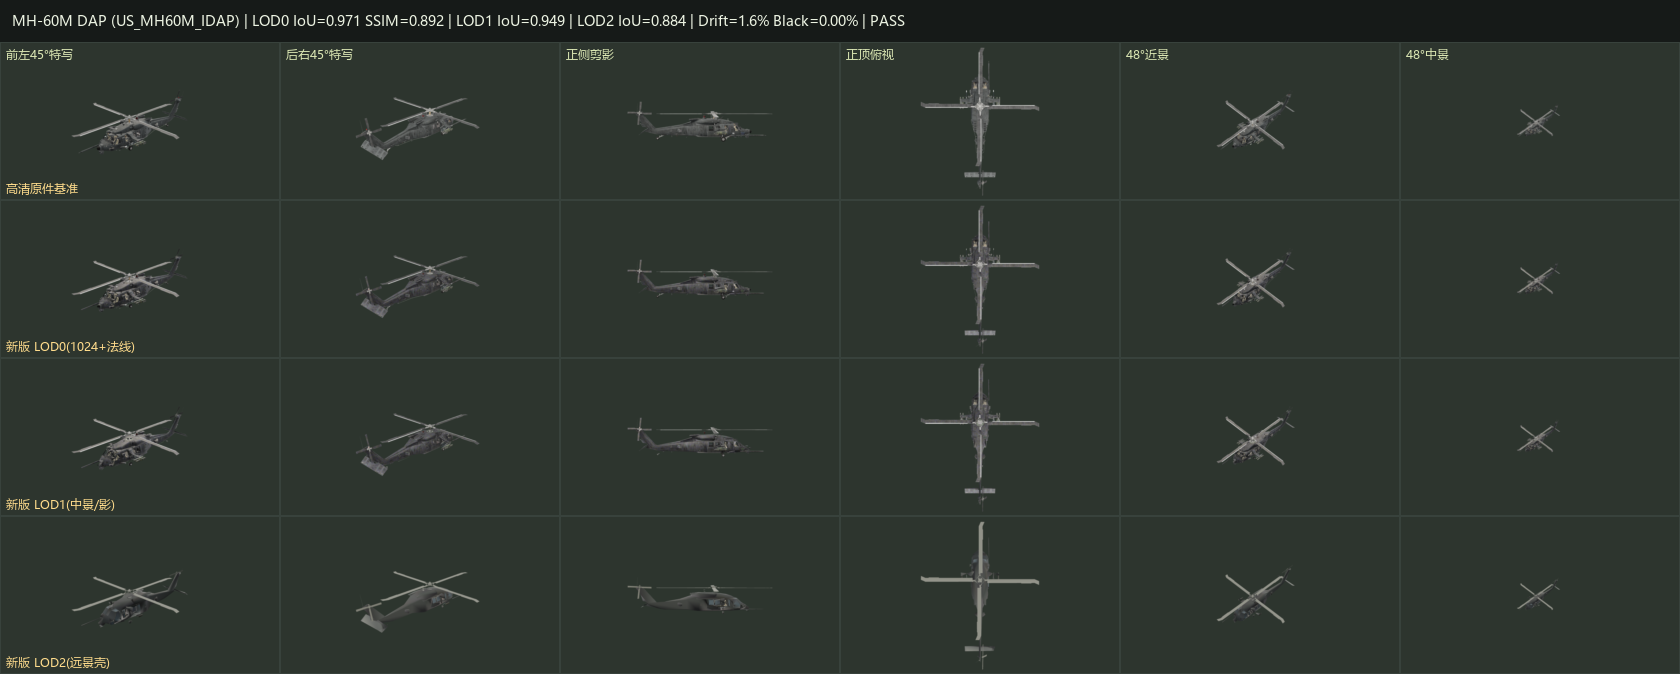 MH-60M DAP (US_MH60M_IDAP) | LOD0 IoU=0.971 SSIM=0.892 | LOD1 IoU=0.949 | LOD2 IoU=0.884 | Drift=1.6% Black=0.00% | PASS
前左45°特写
后右45°特写
正侧剪影
正顶俯视
48°近景
48°中景
高清原件基准
新版 LOD0(1024+法线)
新版 LOD1(中景/影)
新版 LOD2(远景壳)